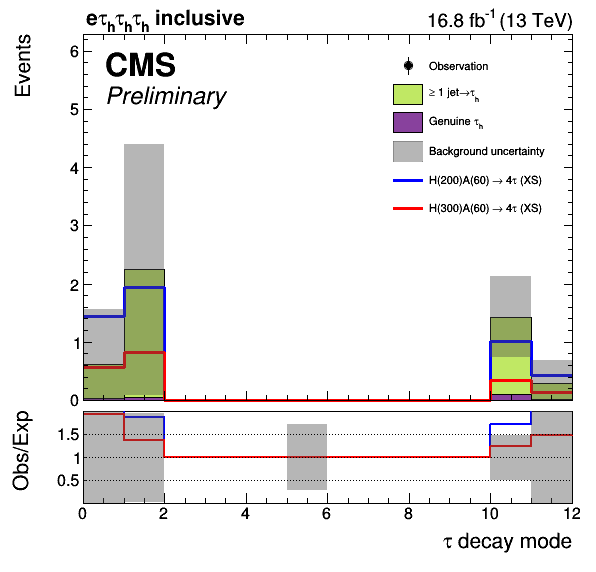 eτₕτₕτₕ inclusive 16.8 fb⁻¹ (13 TeV)
Events
CMS
Preliminary
Observation
≥ 1 jet→τₕ
Genuine τₕ
Background uncertainty
H(200)A(60) → 4τ (XS)
H(300)A(60) → 4τ (XS)
6
5
4
3
2
1
0
Obs/Exp
1.5
1
0.5
0 2 4 6 8 10 12
τ decay mode